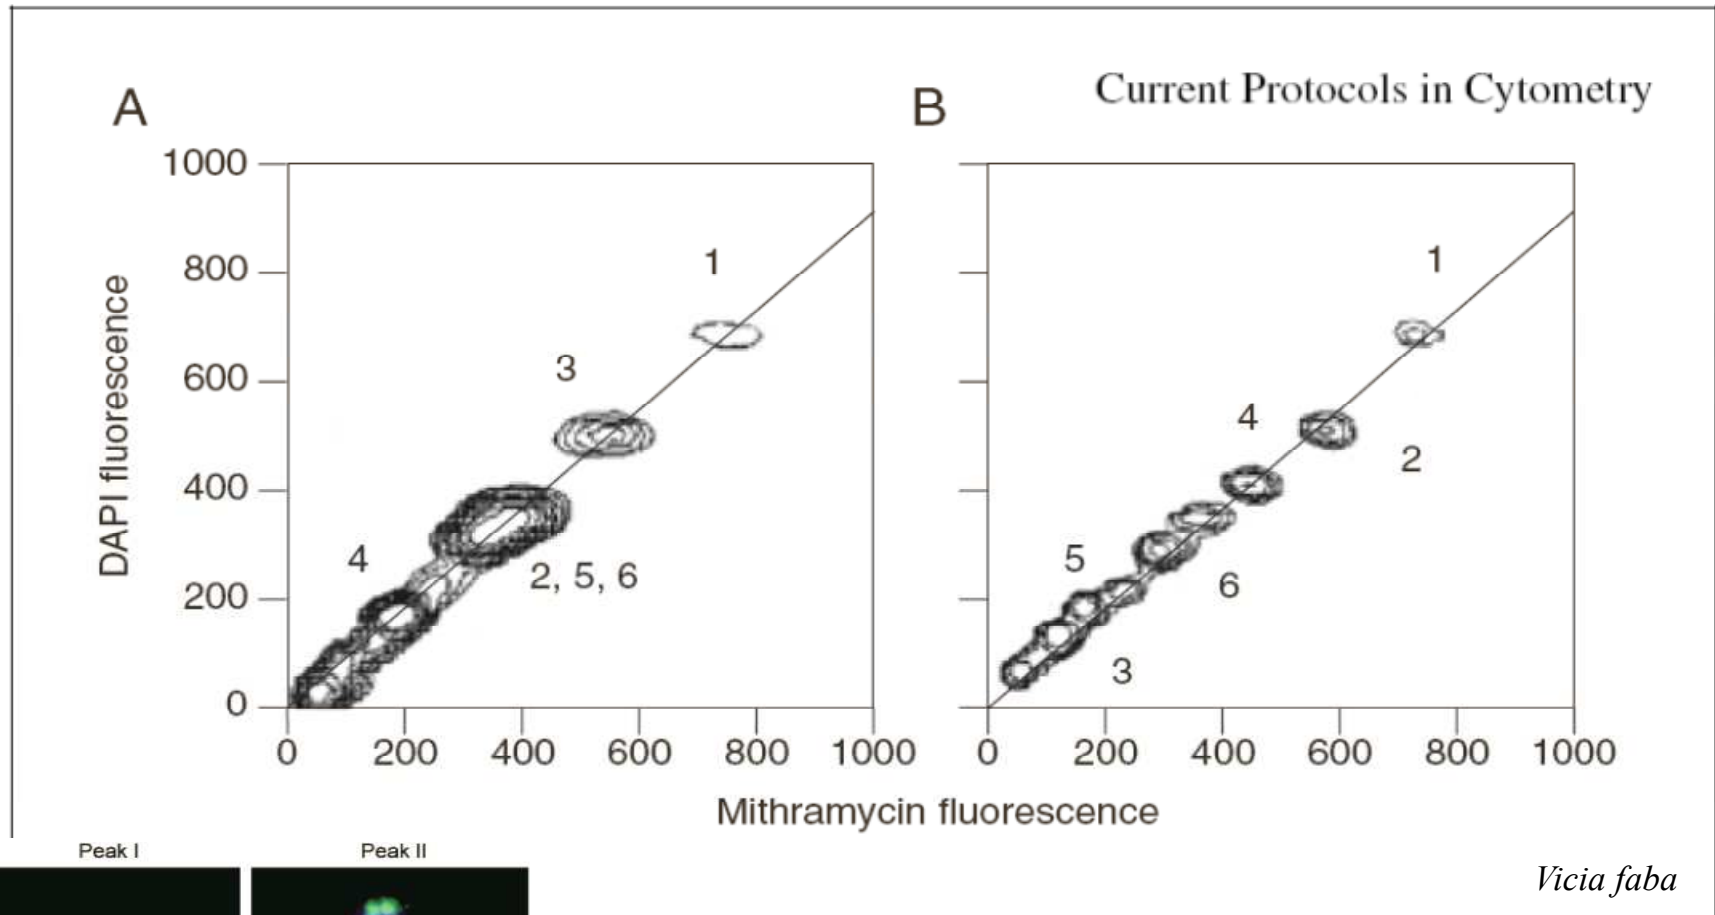 Current Protocols in Cytometry
A
B
1000
800
600
400
200
0
DAPI fluorescence
1
3
4
2, 5, 6
1
4
2
5
6
3
0 200 400 600 800 1000
0 200 400 600 800 1000
Mithramycin fluorescence
Peak I
Peak II
Vicia faba